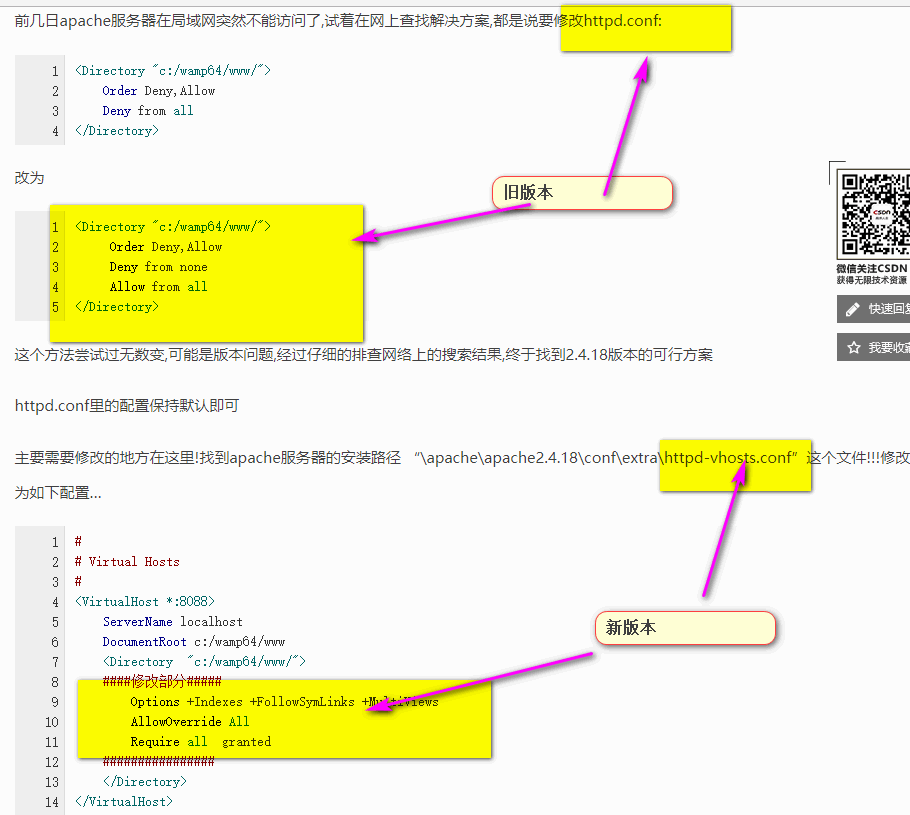 前几日apache服务器在局域网突然不能访问了,试着在网上查找解决方案,都是说要修改httpd.conf:
1 <Directory "c:/wamp64/www/">
2 Order Deny,Allow
3 Deny from all
4 </Directory>
改为
旧版本
1 <Directory "c:/wamp64/www/">
2 Order Deny,Allow
3 Deny from none
4 Allow from all
5 </Directory>
CSDN
微信关注CSDN
获得无限技术资源
快速回复
我要收藏
这个方法尝试过无数变,可能是版本问题,经过仔细的排查网络上的搜索结果,终于找到2.4.18版本的可行方案
httpd.conf里的配置保持默认即可
主要需要修改的地方在这里!找到apache服务器的安装路径 “\apache\apache2.4.18\conf\extra\httpd-vhosts.conf” 这个文件!!!修改
为如下配置...
1 #
2 # Virtual Hosts
3 #
4 <VirtualHost *:8088>
5 ServerName localhost
6 DocumentRoot c:/wamp64/www
7 <Directory "c:/wamp64/www/">
8 ####修改部分#####
9 Options +Indexes +FollowSymLinks +MultiViews
10 AllowOverride All
11 Require all granted
12 ################
13 </Directory>
14 </VirtualHost>
新版本